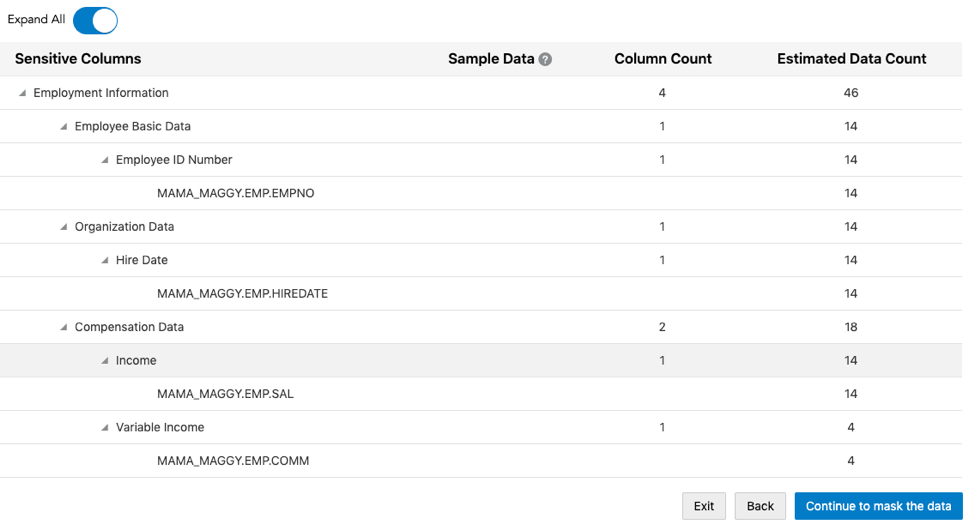 Expand All
Sensitive Columns Sample Data ? Column Count Estimated Data Count
Employment Information 4 46
Employee Basic Data 1 14
Employee ID Number 1 14
MAMA_MAGGY.EMP.EMPNO 14
Organization Data 1 14
Hire Date 1 14
MAMA_MAGGY.EMP.HIREDATE 14
Compensation Data 2 18
Income 1 14
MAMA_MAGGY.EMP.SAL 14
Variable Income 1 4
MAMA_MAGGY.EMP.COMM 4
Exit Back Continue to mask the data